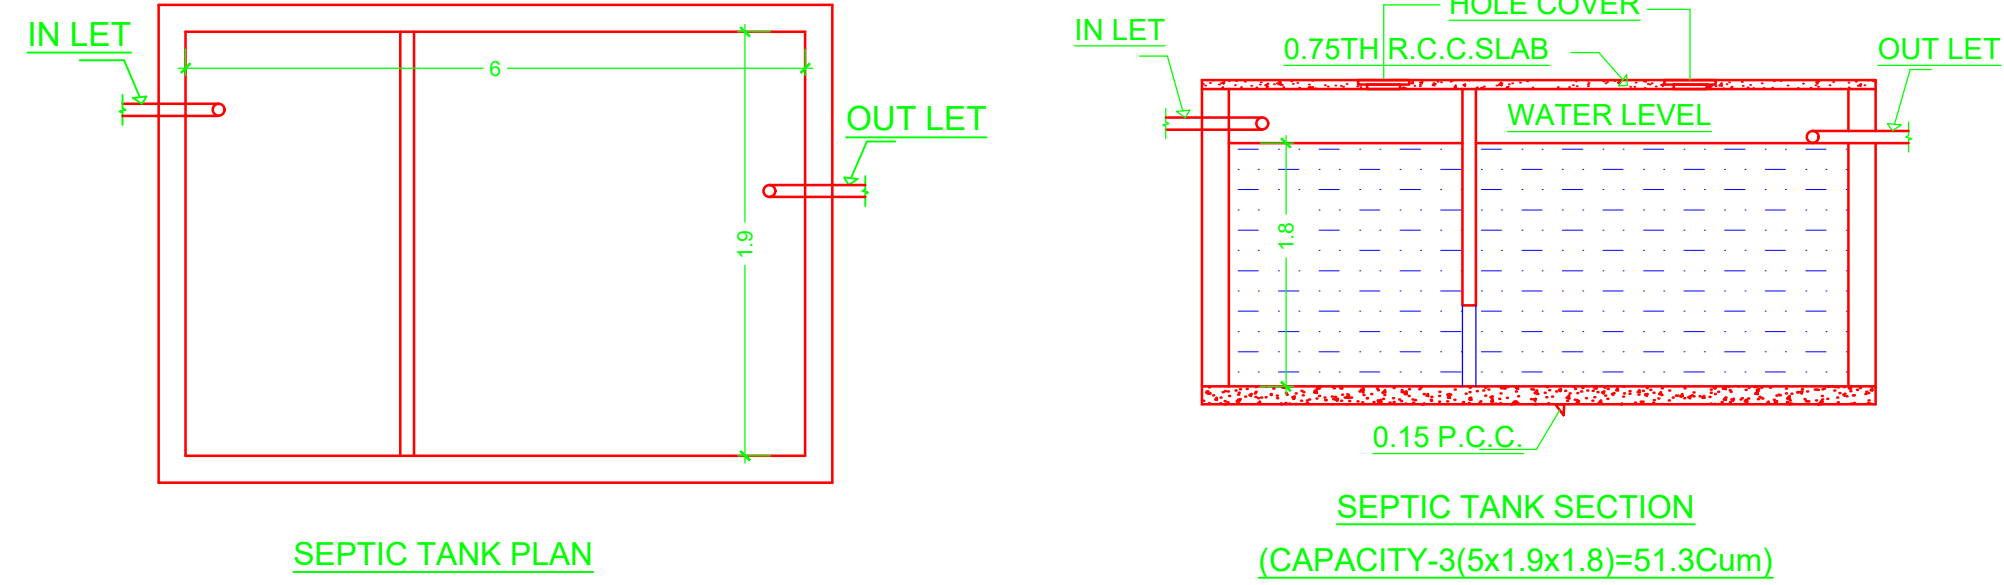 IN LET
6
OUT LET
1.9
SEPTIC TANK PLAN
HOLE COVER
IN LET
0.75TH R.C.C.SLAB
OUT LET
WATER LEVEL
1.8
0.15 P.C.C.
SEPTIC TANK SECTION
(CAPACITY-3(5x1.9x1.8)=51.3Cum)